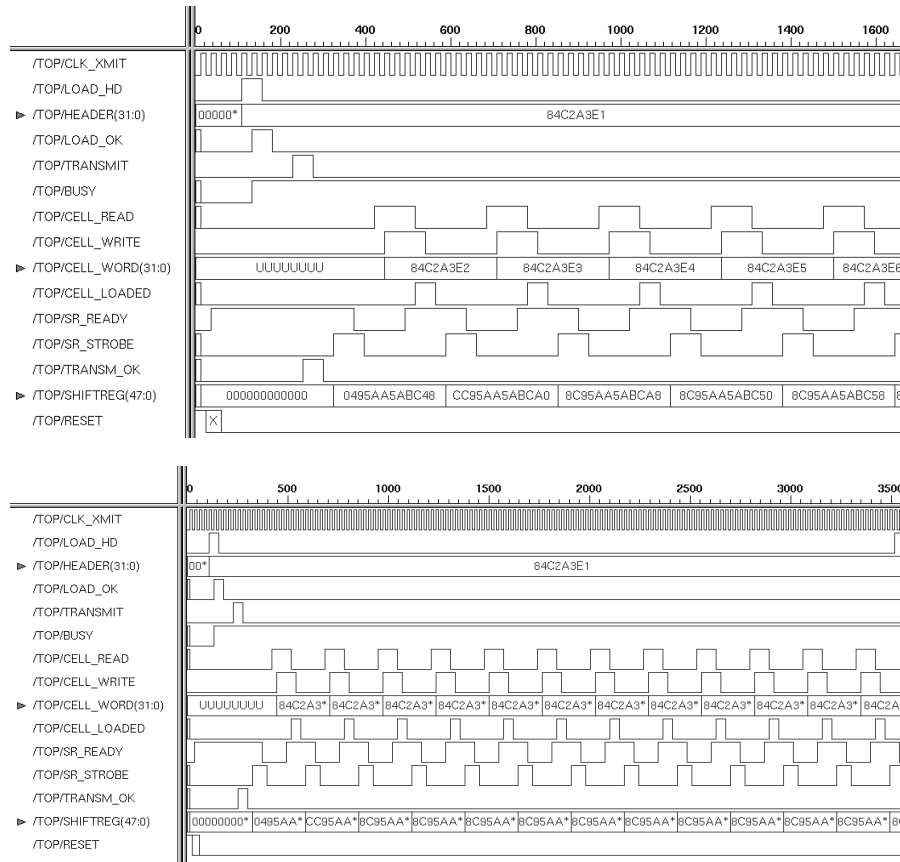 0 200 400 600 800 1000 1200 1400 1600
/TOP/CLK_XMIT
/TOP/LOAD_HD
/TOP/HEADER(31:0) 00000* 84C2A3E1
/TOP/LOAD_OK
/TOP/TRANSMIT
/TOP/BUSY
/TOP/CELL_READ
/TOP/CELL_WRITE
/TOP/CELL_WORD(31:0) UUUUUUUU 84C2A3E2 84C2A3E3 84C2A3E4 84C2A3E5 84C2A3E6
/TOP/CELL_LOADED
/TOP/SR_READY
/TOP/SR_STROBE
/TOP/TRANSM_OK
/TOP/SHIFTREG(47:0) 000000000000 0495AA5ABC48 CC95AA5ABCA0 8C95AA5ABCA8 8C95AA5ABC50 8C95AA5ABC58 8
/TOP/RESET X
0 500 1000 1500 2000 2500 3000 3500
/TOP/CLK_XMIT
/TOP/LOAD_HD
/TOP/HEADER(31:0) 00* 84C2A3E1
/TOP/LOAD_OK
/TOP/TRANSMIT
/TOP/BUSY
/TOP/CELL_READ
/TOP/CELL_WRITE
/TOP/CELL_WORD(31:0) UUUUUUUU 84C2A3* 84C2A3* 84C2A3* 84C2A3* 84C2A3* 84C2A3* 84C2A3* 84C2A3* 84C2A3* 84C2A3* 84C2A3* 84C2A
/TOP/CELL_LOADED
/TOP/SR_READY
/TOP/SR_STROBE
/TOP/TRANSM_OK
/TOP/SHIFTREG(47:0) 00000000* 0495AA* CC95AA* 8C95AA* 8C95AA* 8C95AA* 8C95AA* 8C95AA* 8C95AA* 8C95AA* 8C95AA* 8C95AA* 8C95AA* 8
/TOP/RESET